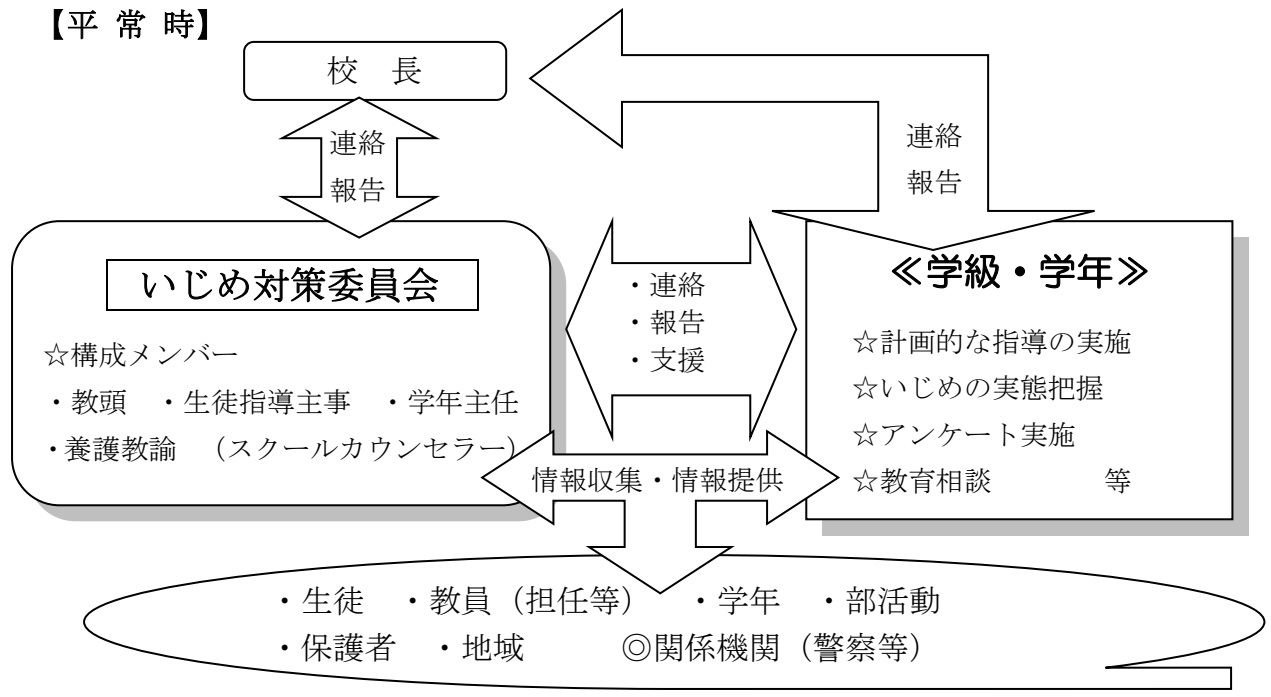 【平 常 時】
校 長
連絡
報告
連絡
報告
いじめ対策委員会
☆構成メンバー
・教頭 ・生徒指導主事 ・学年主任
・養護教諭 (スクールカウンセラー)
・連絡
・報告
・支援
≪学級・学年≫
☆計画的な指導の実施
☆いじめの実態把握
☆アンケート実施
☆教育相談 等
情報収集・情報提供
・生徒 ・教員(担任等) ・学年 ・部活動
・保護者 ・地域 ◎関係機関(警察等)